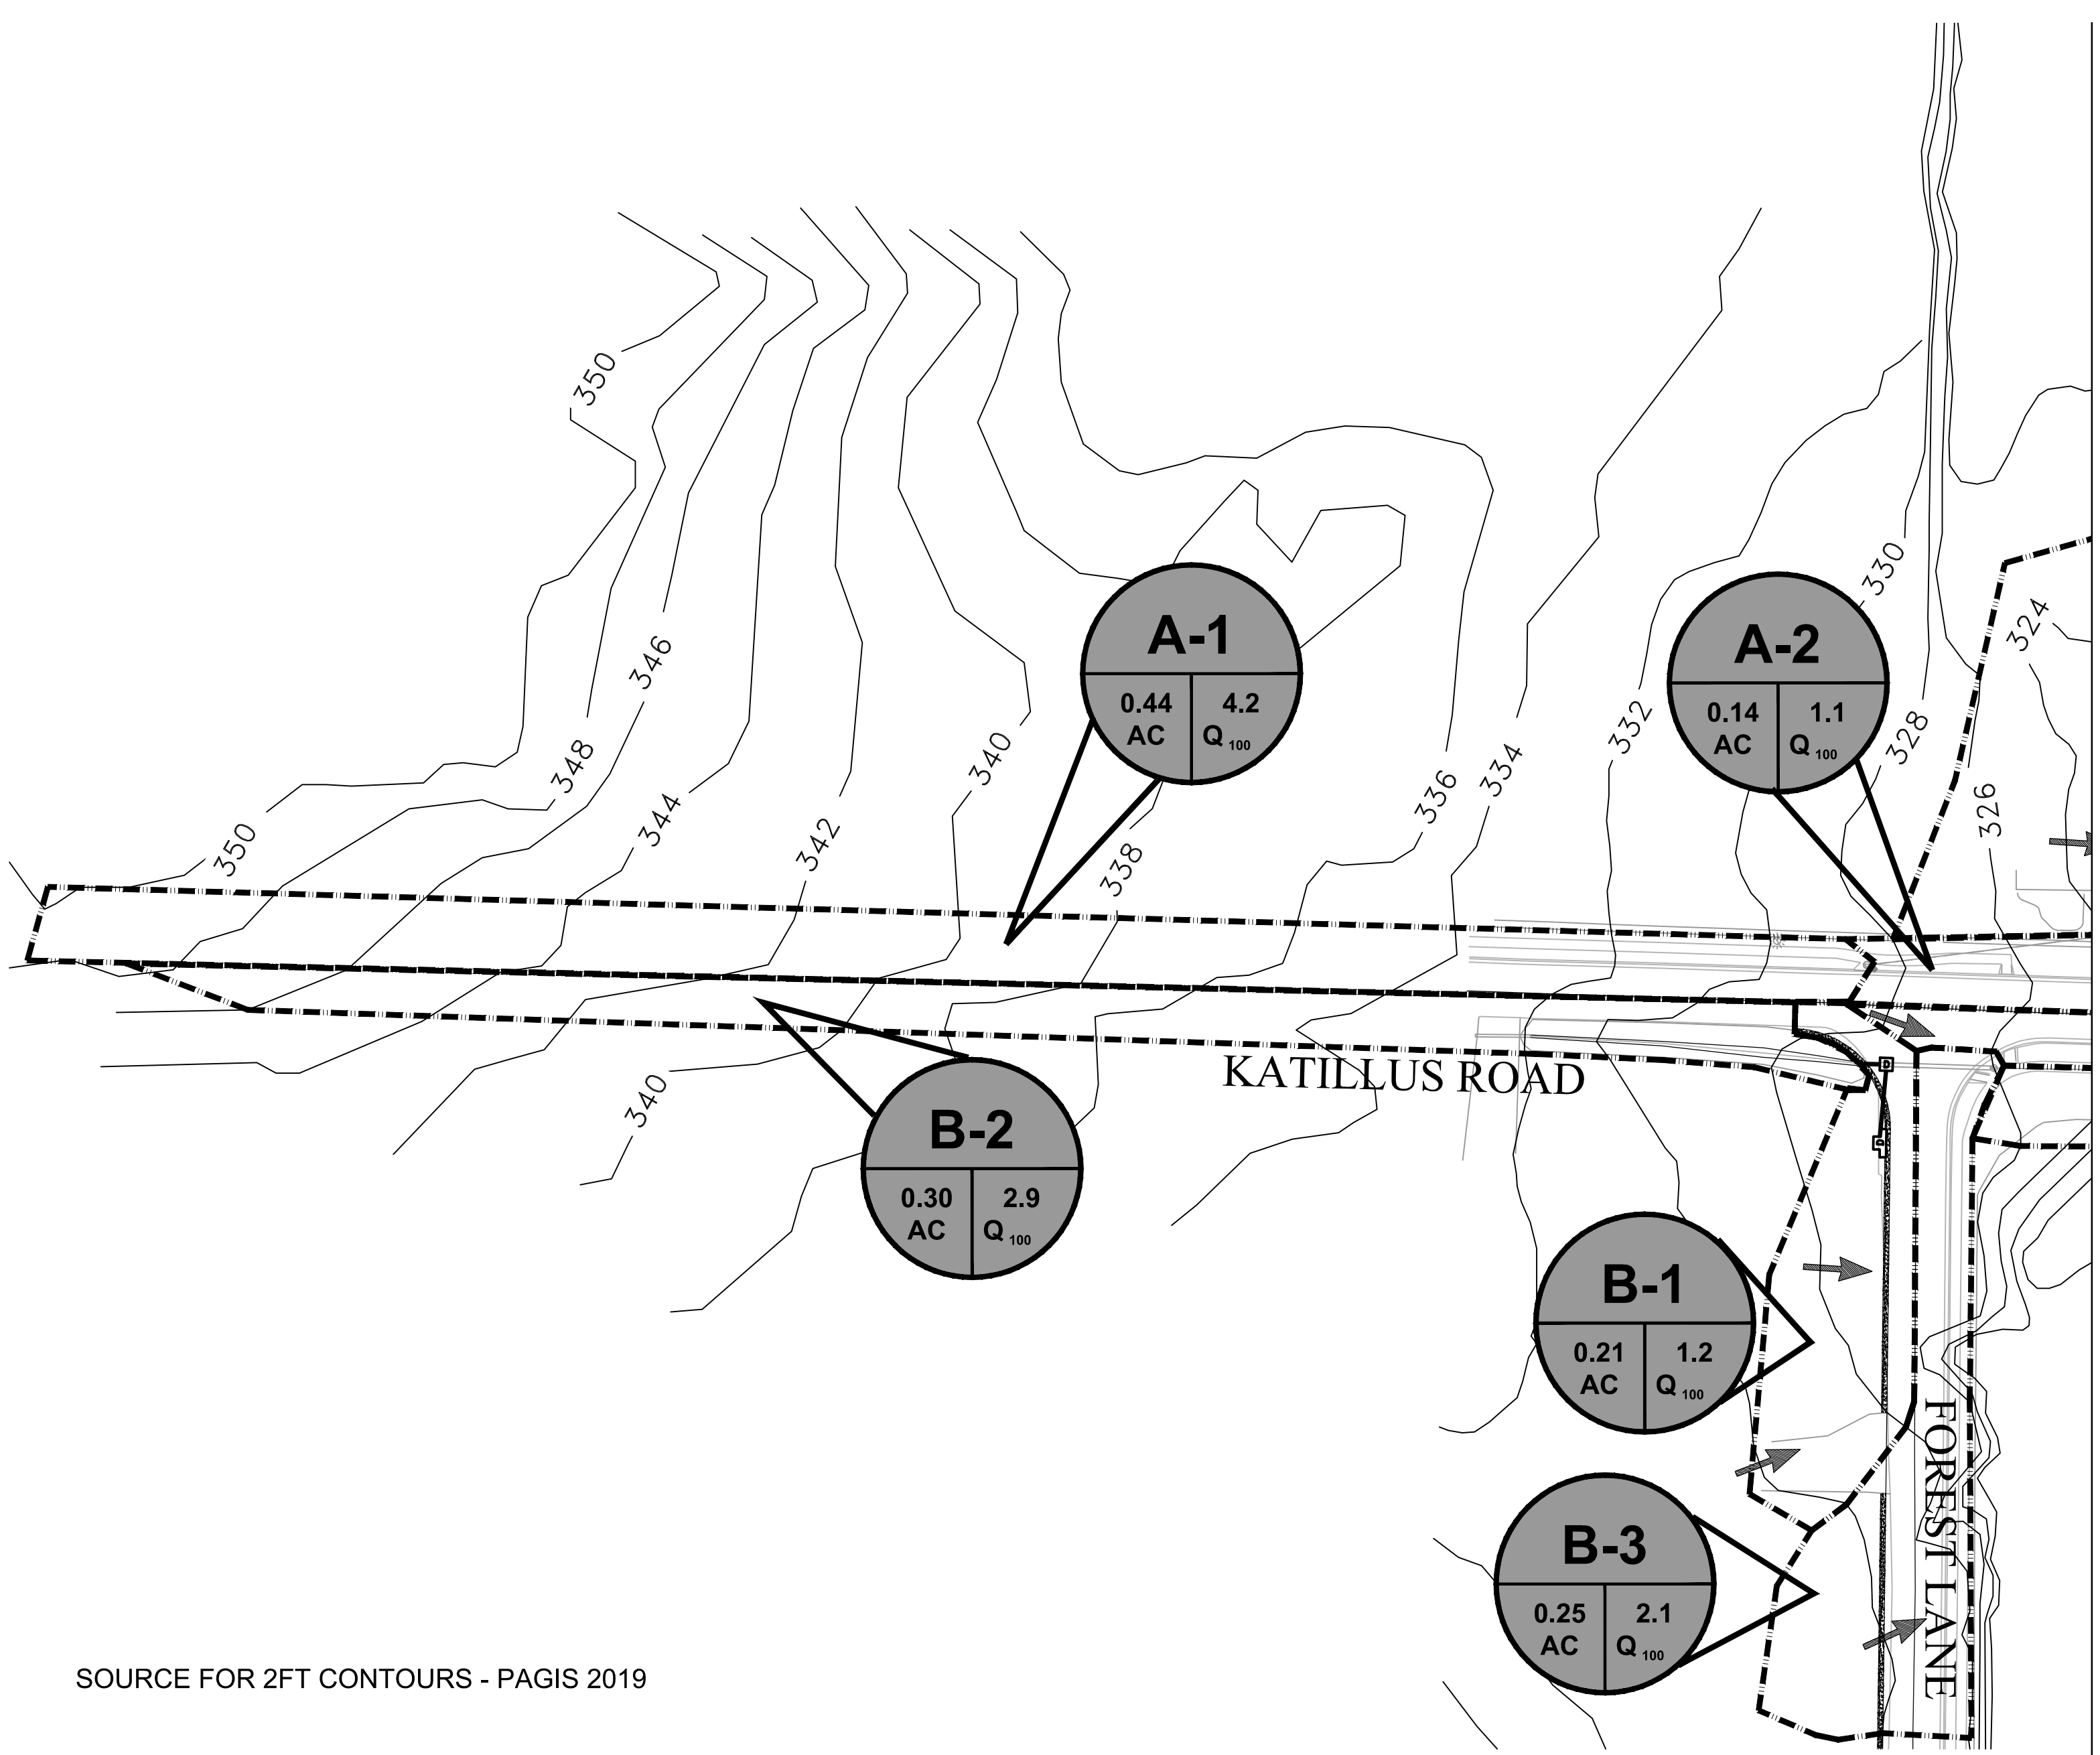 350
330
324
A-1
0.44 4.2
AC Q 100
A-2
0.14 1.1
AC Q 100
346
348
340
332
328
334
336
326
344
342
350
338
KATILLUS ROAD
340
D
D
B-2
0.30 2.9
AC Q 100
B-1
0.21 1.2
AC Q 100
FOREST LANE
B-3
0.25 2.1
AC Q 100
SOURCE FOR 2FT CONTOURS - PAGIS 2019